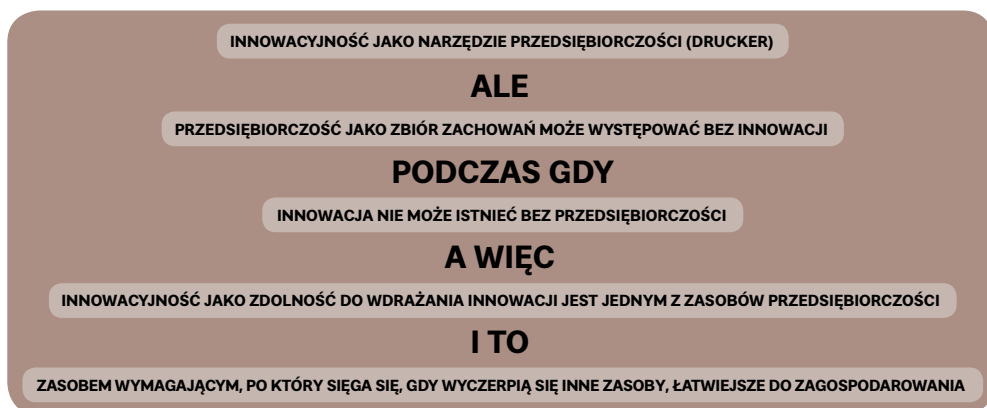 INNOWACYJNOŚĆ JAKO NARZĘDZIE PRZEDSIĘBIORCZOŚCI (DRUCKER)
ALE
PRZEDSIĘBIORCZOŚĆ JAKO ZBIÓR ZACHOWAŃ MOŻE WYSTĘPOWAĆ BEZ INNOWACJI
PODCZAS GDY
INNOWACJA NIE MOŻE ISTNIEĆ BEZ PRZEDSIĘBIORCZOŚCI
A WIĘC
INNOWACYJNOŚĆ JAKO ZDOLNOŚĆ DO WDRAŻANIA INNOWACJI JEST JEDNYM Z ZASOBÓW PRZEDSIĘBIORCZOŚCI
I TO
ZASOBEM WYMAGAJĄCYM, PO KTÓRY SIĘGA SIĘ, GDY WYCZERPIĄ SIĘ INNE ZASOBY, ŁATWIEJSZE DO ZAGOSPODAROWANIA